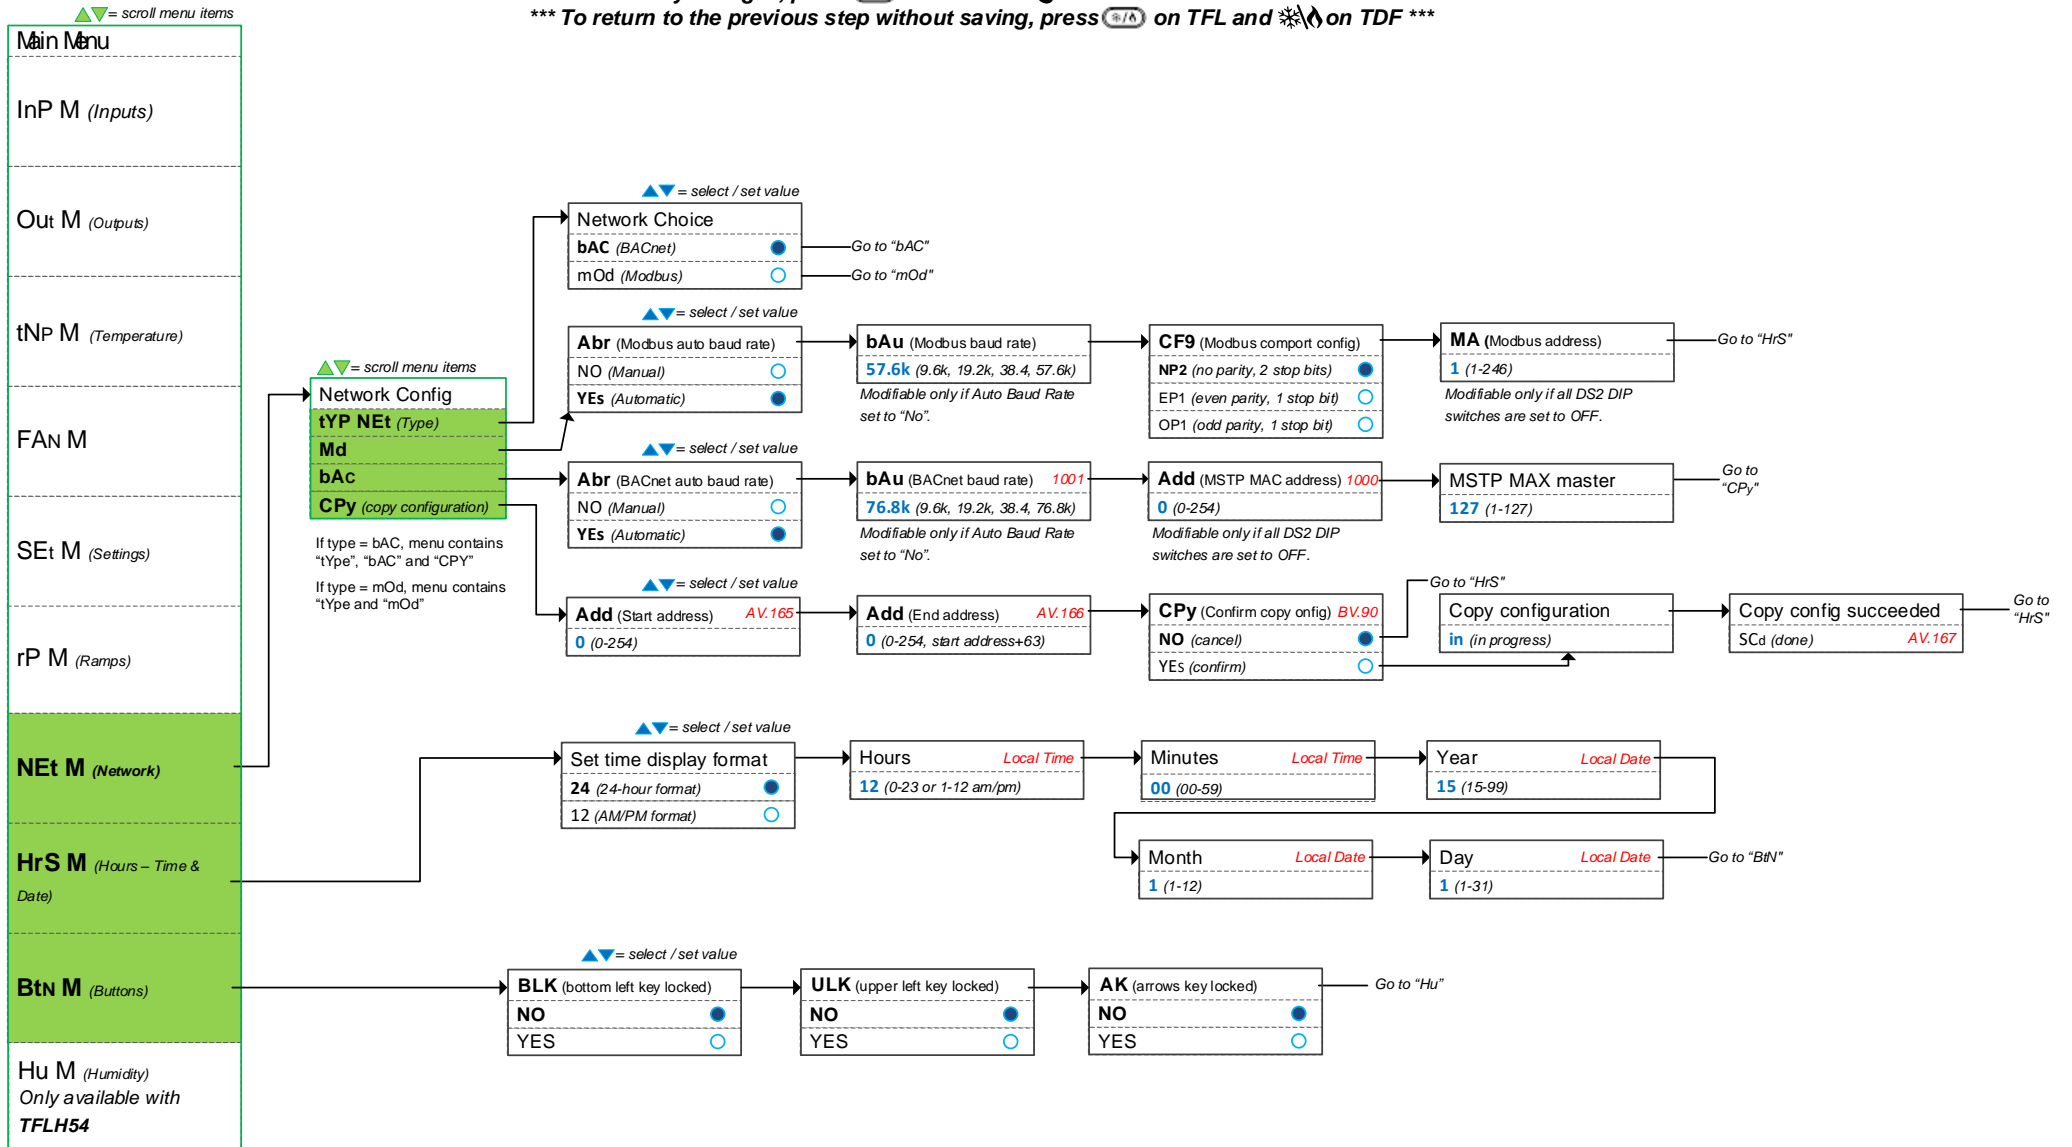 = scroll menu items
*** To return to the previous step without saving, press on TFL and on TDF ***
Main Menu
InP M (Inputs)
Out M (Outputs)
tNP M (Temperature)
FAN M
SEt M (Settings)
rP M (Ramps)
NEt M (Network)
HrS M (Hours – Time &
Date)
BtN M (Buttons)
Hu M (Humidity)
Only available with
TFLH54
= scroll menu items
Network Config
tYP NEt (Type)
Md
bAc
CPy (copy configuration)
If type = bAC, menu contains
“tYpe”, “bAC” and “CPY”
If type = mOd, menu contains
“tYpe and “mOd”
= select / set value
Network Choice
bAC (BACnet)
mOd (Modbus)
Go to “bAC”
Go to “mOd”
= select / set value
Abr (Modbus auto baud rate)
NO (Manual)
YEs (Automatic)
bAu (Modbus baud rate)
57.6k (9.6k, 19.2k, 38.4, 57.6k)
Modifiable only if Auto Baud Rate
set to “No”.
CF9 (Modbus comport config)
NP2 (no parity, 2 stop bits)
EP1 (even parity, 1 stop bit)
OP1 (odd parity, 1 stop bit)
MA (Modbus address)
1 (1-246)
Modifiable only if all DS2 DIP
switches are set to OFF.
Go to “HrS”
= select / set value
Abr (BACnet auto baud rate)
NO (Manual)
YEs (Automatic)
bAu (BACnet baud rate) 1001
76.8k (9.6k, 19.2k, 38.4, 76.8k)
Modifiable only if Auto Baud Rate
set to “No”.
Add (MSTP MAC address) 1000
0 (0-254)
Modifiable only if all DS2 DIP
switches are set to OFF.
MSTP MAX master
127 (1-127)
Go to
“CPy”
= select / set value
Add (Start address) AV.165
0 (0-254)
Add (End address) AV.166
0 (0-254, start address+63)
CPy (Confirm copy onfig) BV.90
NO (cancel)
YEs (confirm)
Go to “HrS”
Copy configuration
in (in progress)
Copy config succeeded
SCd (done) AV.167
Go to
“HrS”
= select / set value
Set time display format
24 (24-hour format)
12 (AM/PM format)
Hours Local Time
12 (0-23 or 1-12 am/pm)
Minutes Local Time
00 (00-59)
Year Local Date
15 (15-99)
Month Local Date
1 (1-12)
Day Local Date
1 (1-31)
Go to “BtN”
= select / set value
BLK (bottom left key locked)
NO
YES
ULK (upper left key locked)
NO
YES
AK (arrows key locked)
NO
YES
Go to “Hu”